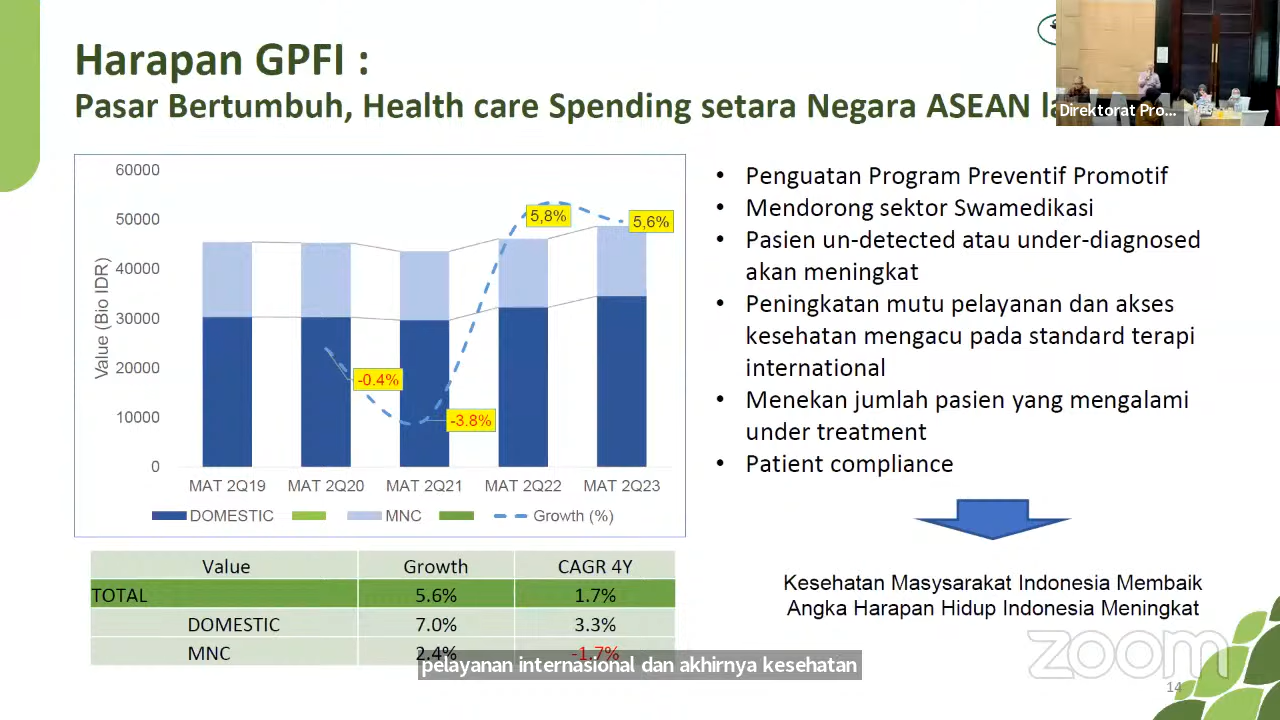 Harapan GPFI :
Pasar Bertumbuh, Health care Spending setara Negara ASEAN
Direktorat Pro...
60000
50000
40000
30000
20000
10000
0
Value (Bio IDR)
-0.4%
-3.8%
5,8%
5,6%
MAT 2Q19 MAT 2Q20 MAT 2Q21 MAT 2Q22 MAT 2Q23
DOMESTIC MNC Growth (%)
Value Growth CAGR 4Y
TOTAL 5.6% 1.7%
DOMESTIC 7.0% 3.3%
MNC 2.4% -1.7%
• Penguatan Program Preventif Promotif
• Mendorong sektor Swamedikasi
• Pasien un-detected atau under-diagnosed
akan meningkat
• Peningkatan mutu pelayanan dan akses
kesehatan mengacu pada standard terapi
international
• Menekan jumlah pasien yang mengalami
under treatment
• Patient compliance
Kesehatan Masysarakat Indonesia Membaik
Angka Harapan Hidup Indonesia Meningkat
pelayanan internasional dan akhirnya kesehatan
zoom
14